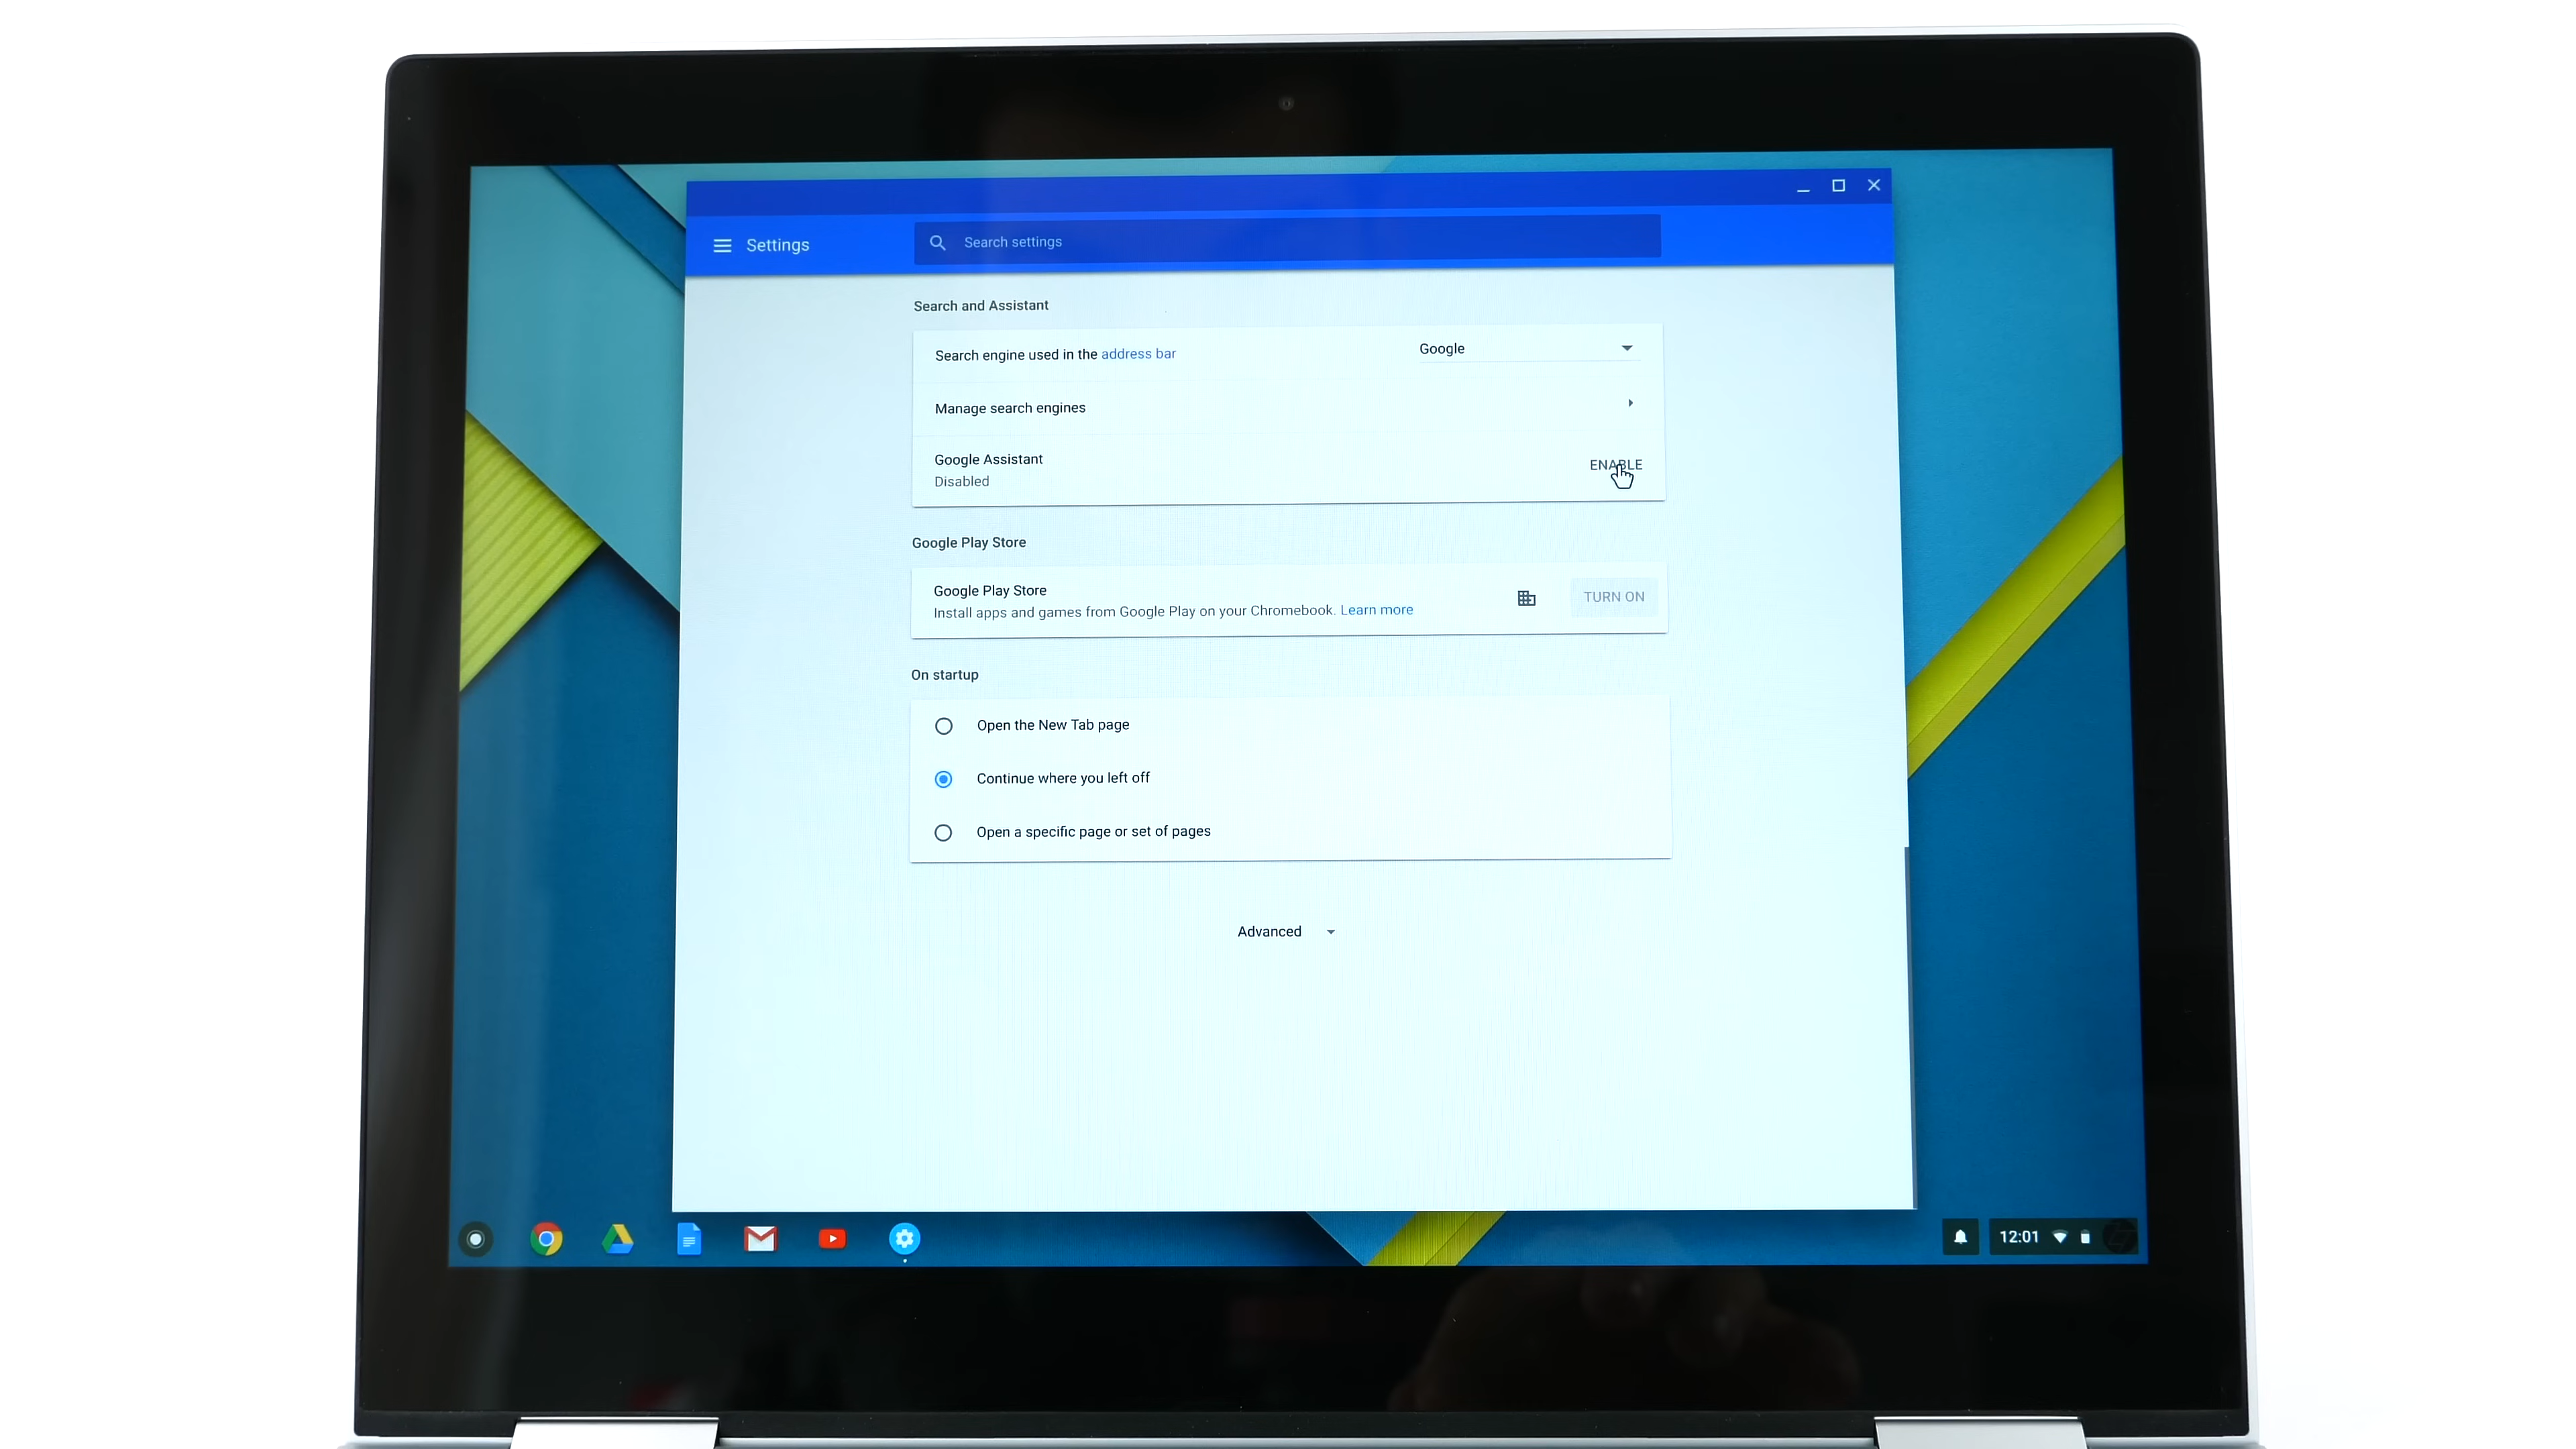 Settings
Search settings
Search and Assistant
Search engine used in the address bar
Google
Manage search engines
Google Assistant
Disabled
ENABLE
Google Play Store
Google Play Store
Install apps and games from Google Play on your Chromebook. Learn more
TURN ON
On startup
Open the New Tab page
Continue where you left off
Open a specific page or set of pages
Advanced
12:01